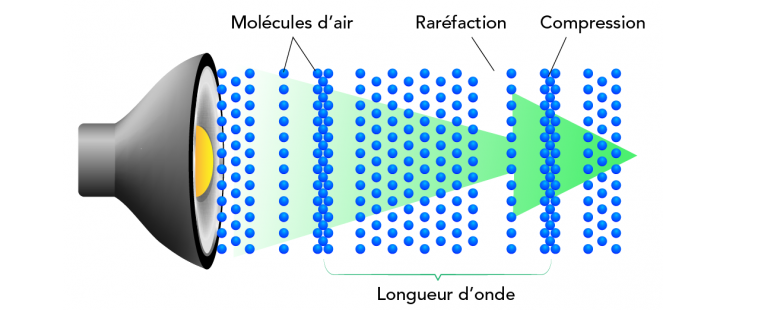 Molécules d'air
Raréfaction
Compression
Longueur d'onde